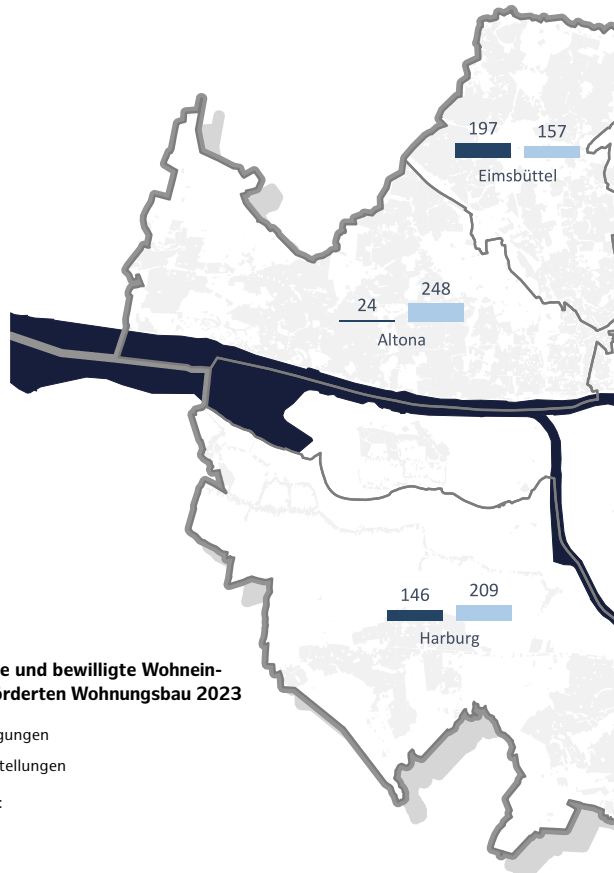 197 157
Eimsbüttel
24 248
Altona
146 209
Harburg
e und bewilligte Wohnein-
orderten Wohnungsbau 2023
gungen
tellungen
: